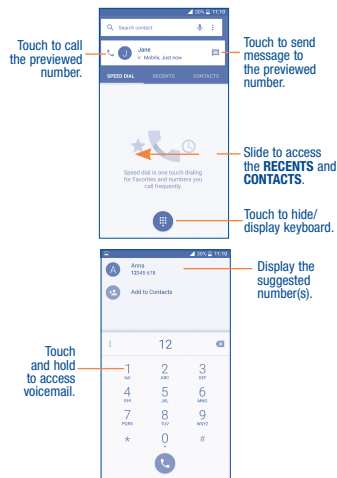 30% 11:10
Search contact
Touch to call
the previewed
number.
J
Jane
Mobile, Just now
Touch to send
message to
the previewed
number.
SPEED DIAL RECENTS CONTACTS
Speed dial is one touch dialing
for Favorites and numbers you
call frequently.
Slide to access
the RECENTS and
CONTACTS.
Touch to hide/
display keyboard.
30% 11:10
A
Anna
12345 678
Add to Contacts
Display the
suggested
number(s).
12
Touch
and hold
to access
voicemail.
1 2 3
ABC DEF
4 5 6
GHI JKL MNO
7 8 9
PQRS TUV WXYZ
* 0 #
+